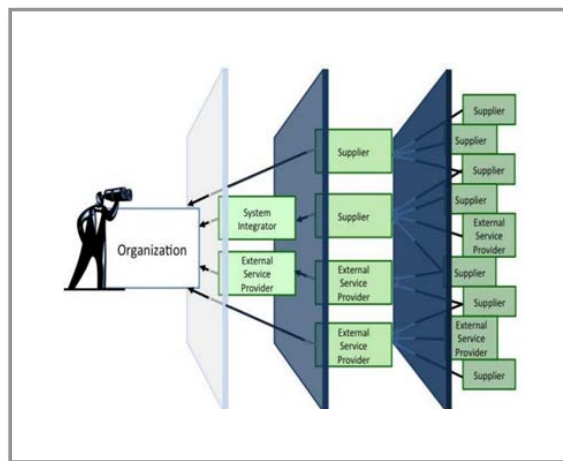 Organization
System
Integrator
External
Service
Provider
Supplier
Supplier
External
Service
Provider
External
Service
Provider
Supplier
Supplier
Supplier
Supplier
External
Service
Provider
Supplier
Supplier
External
Service
Provider
Supplier